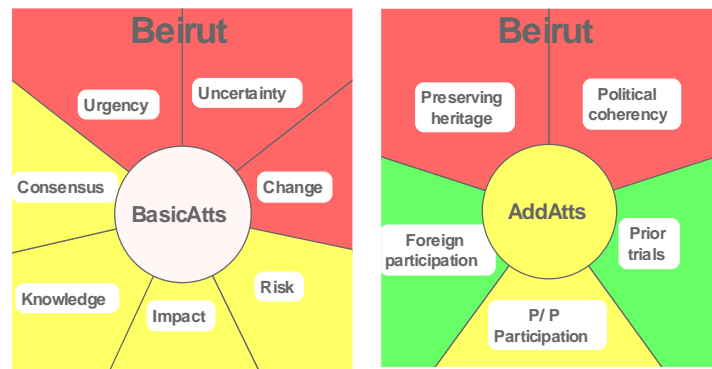 Beirut
Urgency
Uncertainty
Consensus
Change
BasicAtts
Knowledge
Impact
Risk
Beirut
Preserving
heritage
Political
coherency
AddAtts
Foreign
participation
Prior
trials
P/ P
Participation